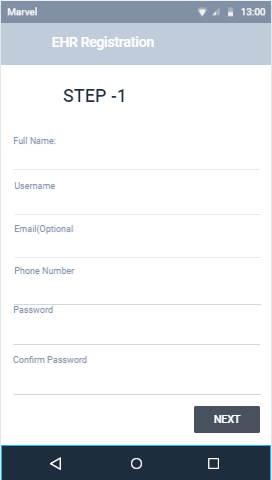 Marvel 13:00
EHR Registration
STEP -1
Full Name:
Username
Email(Optional
Phone Number
Password
Confirm Password
NEXT